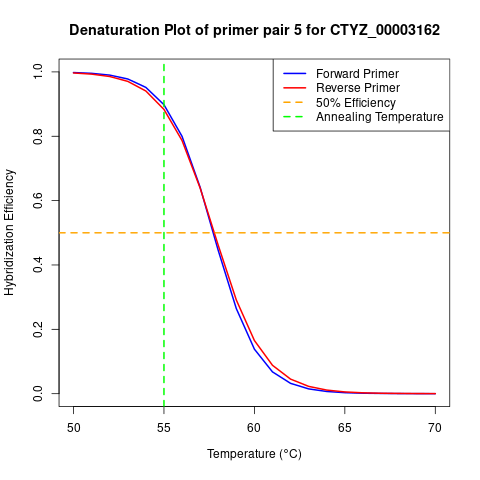 Denaturation Plot of primer pair 5 for CTYZ_00003162
Forward Primer
Reverse Primer
50% Efficiency
Annealing Temperature
Hybridization Efficiency
1.0
0.8
0.6
0.4
0.2
0.0
50 55 60 65 70
Temperature (°C)